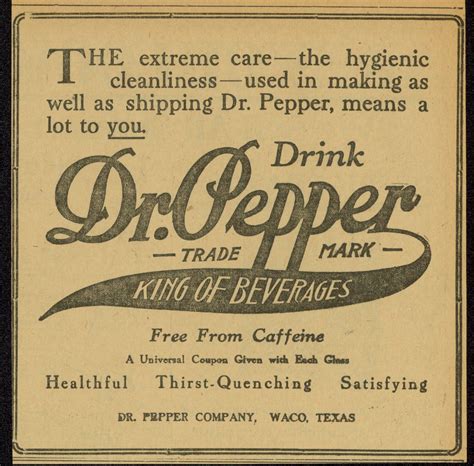 THE extreme care—the hygienic
cleanliness—used in making as
well as shipping Dr. Pepper, means a
lot to you.
Drink
Dr. Pepper
— TRADE MARK —
KING OF BEVERAGES
Free From Caffeine
A Universal Coupon Given with Each Glass
Healthful Thirst-Quenching Satisfying
DR. PEPPER COMPANY, WACO, TEXAS